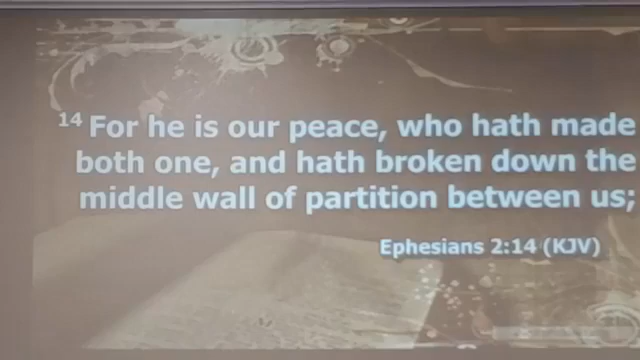 14 For he is our peace, who hath made
both one, and hath broken down the
middle wall of partition between us;
Ephesians 2:14 (KJV)